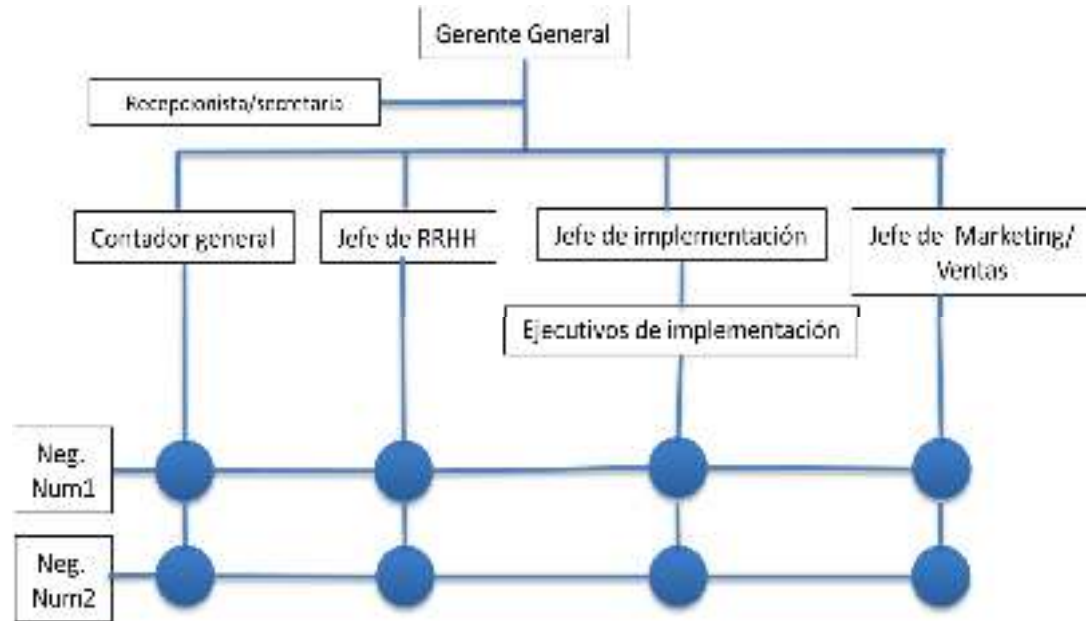 Gerente General
Recepcionista/secretaria
Contador general
Jefe de RRHH
Jefe de implementación
Jefe de Marketing/
Ventas
Ejecutivos de implementación
Neg.
Num1
Neg.
Num2